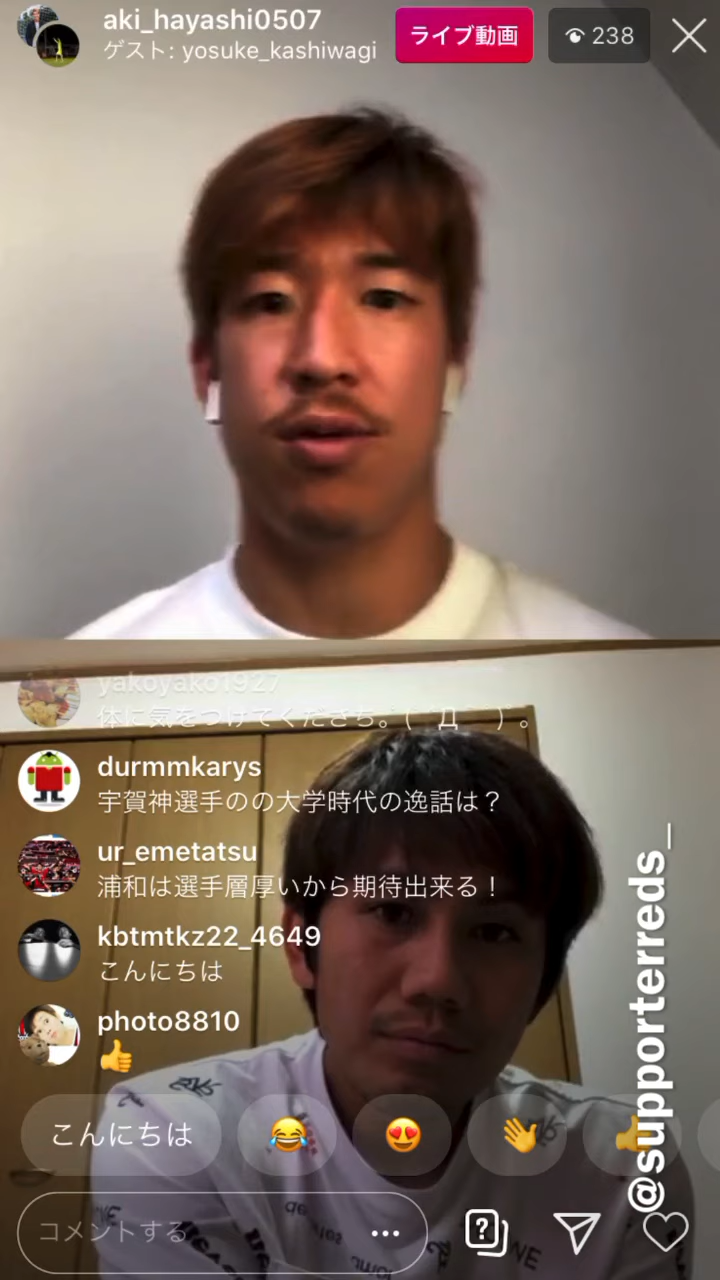 aki_hayashi0507
ゲスト: yosuke_kashiwagi
ライブ動画
238
yakoyako1927
体に気をつけてくださち。(
durmmkarys
宇賀神選手のの大学時代の逸話は？
ur_emetatsu
浦和は選手層厚いから期待出来る！
kbtmtkz22_4649
こんにちは
photo8810
👍
こんにちは
コメントする
@supporterreds_